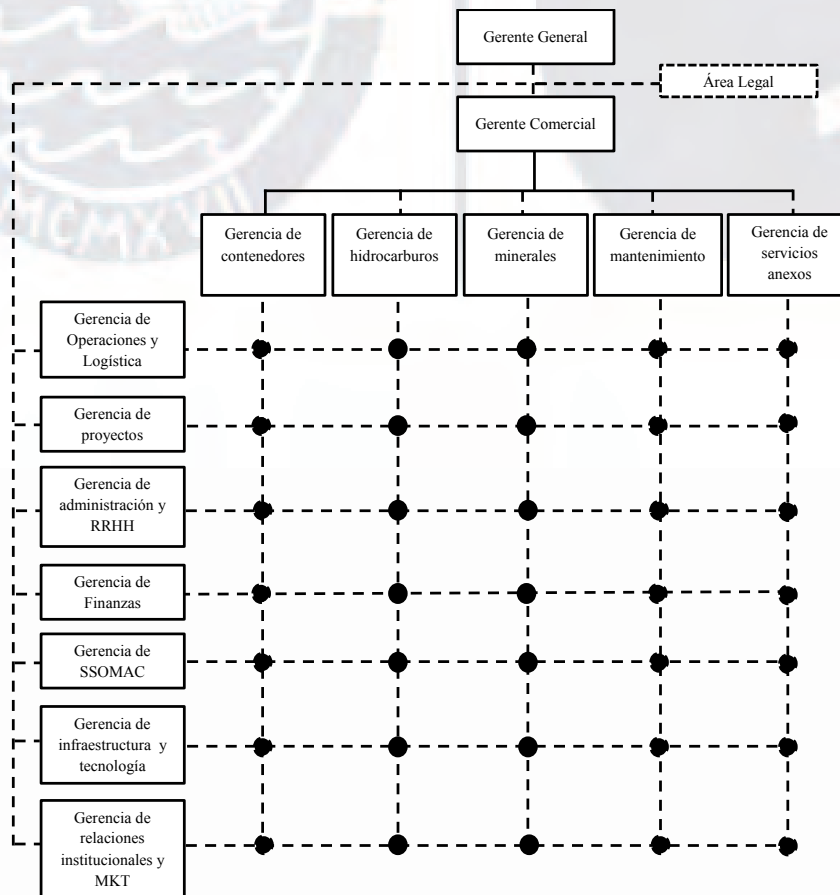 Gerente General
Área Legal
Gerente Comercial
Gerencia de
contenedores
Gerencia de
hidrocarburos
Gerencia de
minerales
Gerencia de
mantenimiento
Gerencia de
servicios
anexos
Gerencia de
Operaciones y
Logística
Gerencia de
proyectos
Gerencia de
administración y
RRHH
Gerencia de
Finanzas
Gerencia de
SSOMAC
Gerencia de
infraestructura y
tecnología
Gerencia de
relaciones
institucionales y
MKT
MCMXVII